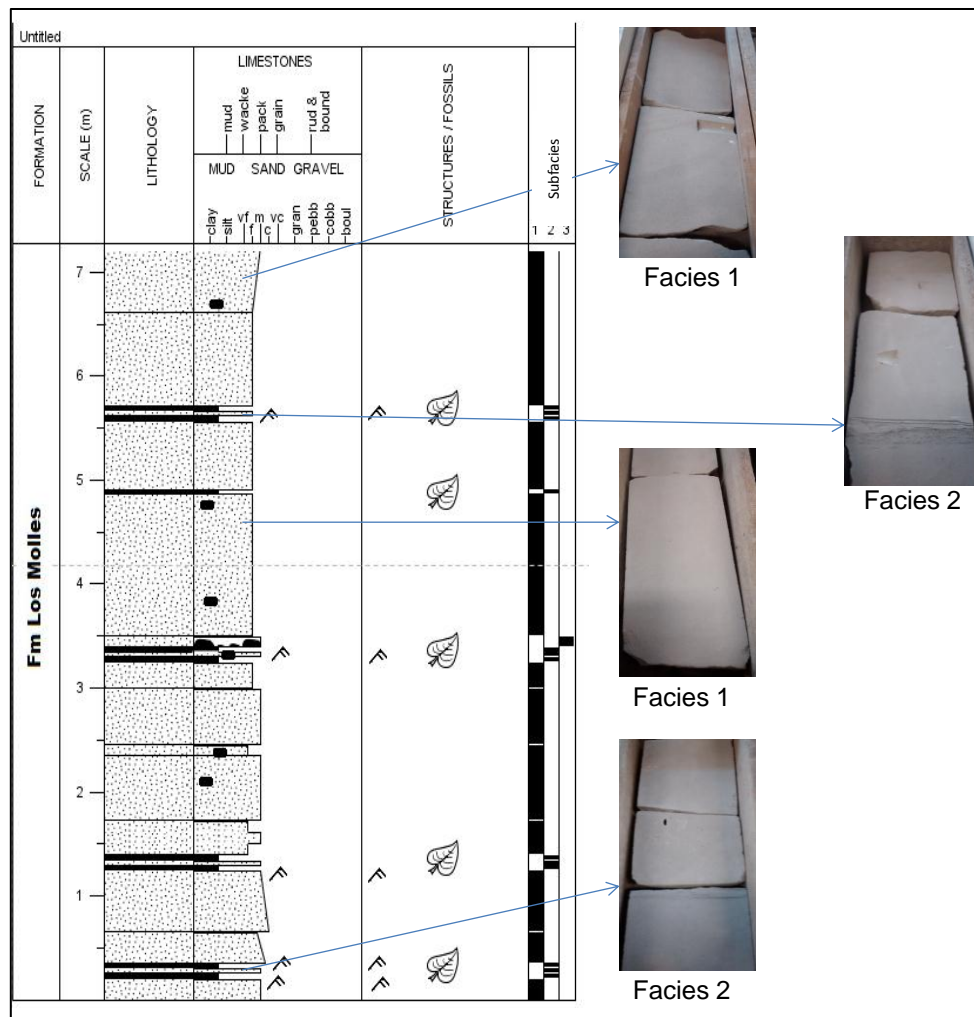 Untitled
FORMATION
SCALE (m)
LITHOLOGY
LIMESTONES
mud
wacke
pack
grain
rud &
bound
MUD SAND GRAVEL
clay
silt
vf
f
m
c
vc
gran
pebb
cobb
boul
STRUCTURES / FOSSILS
Subfacies
1 2 3
Fm Los Molles
7
6
5
4
3
2
1
Facies 1
Facies 2
Facies 1
Facies 2